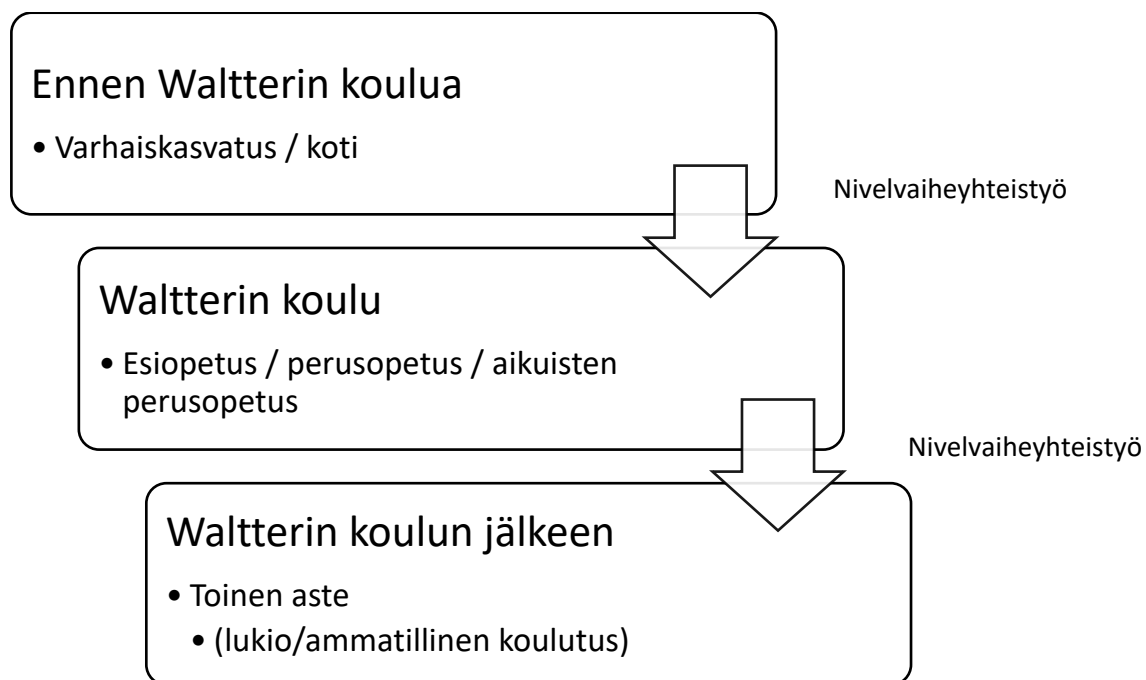 Ennen Waltterin koulua
• Varhaiskasvatus / koti
Nivelvaiheyhteistyö
Waltterin koulu
• Esiopetus / perusopetus / aikuisten
perusopetus
Nivelvaiheyhteistyö
Waltterin koulun jälkeen
• Toinen aste
• (lukio/ammatillinen koulutus)